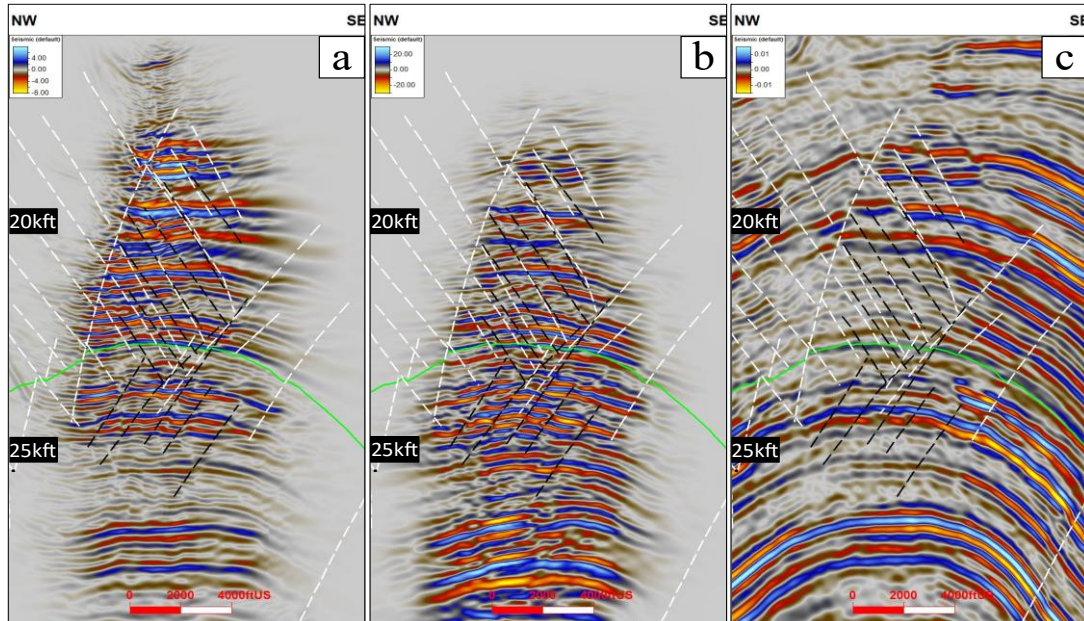 NW
SE
Seismic (default)
4.00
0.00
-4.00
-8.00
a
20kft
25kft
0
2000
4000ftUS
NW
SE
Seismic (default)
20.00
0.00
-20.00
b
20kft
25kft
0
2000
4000ftUS
NW
SE
Seismic (default)
0.01
0.00
-0.01
c
20kft
25kft
0
2000
4000ftUS